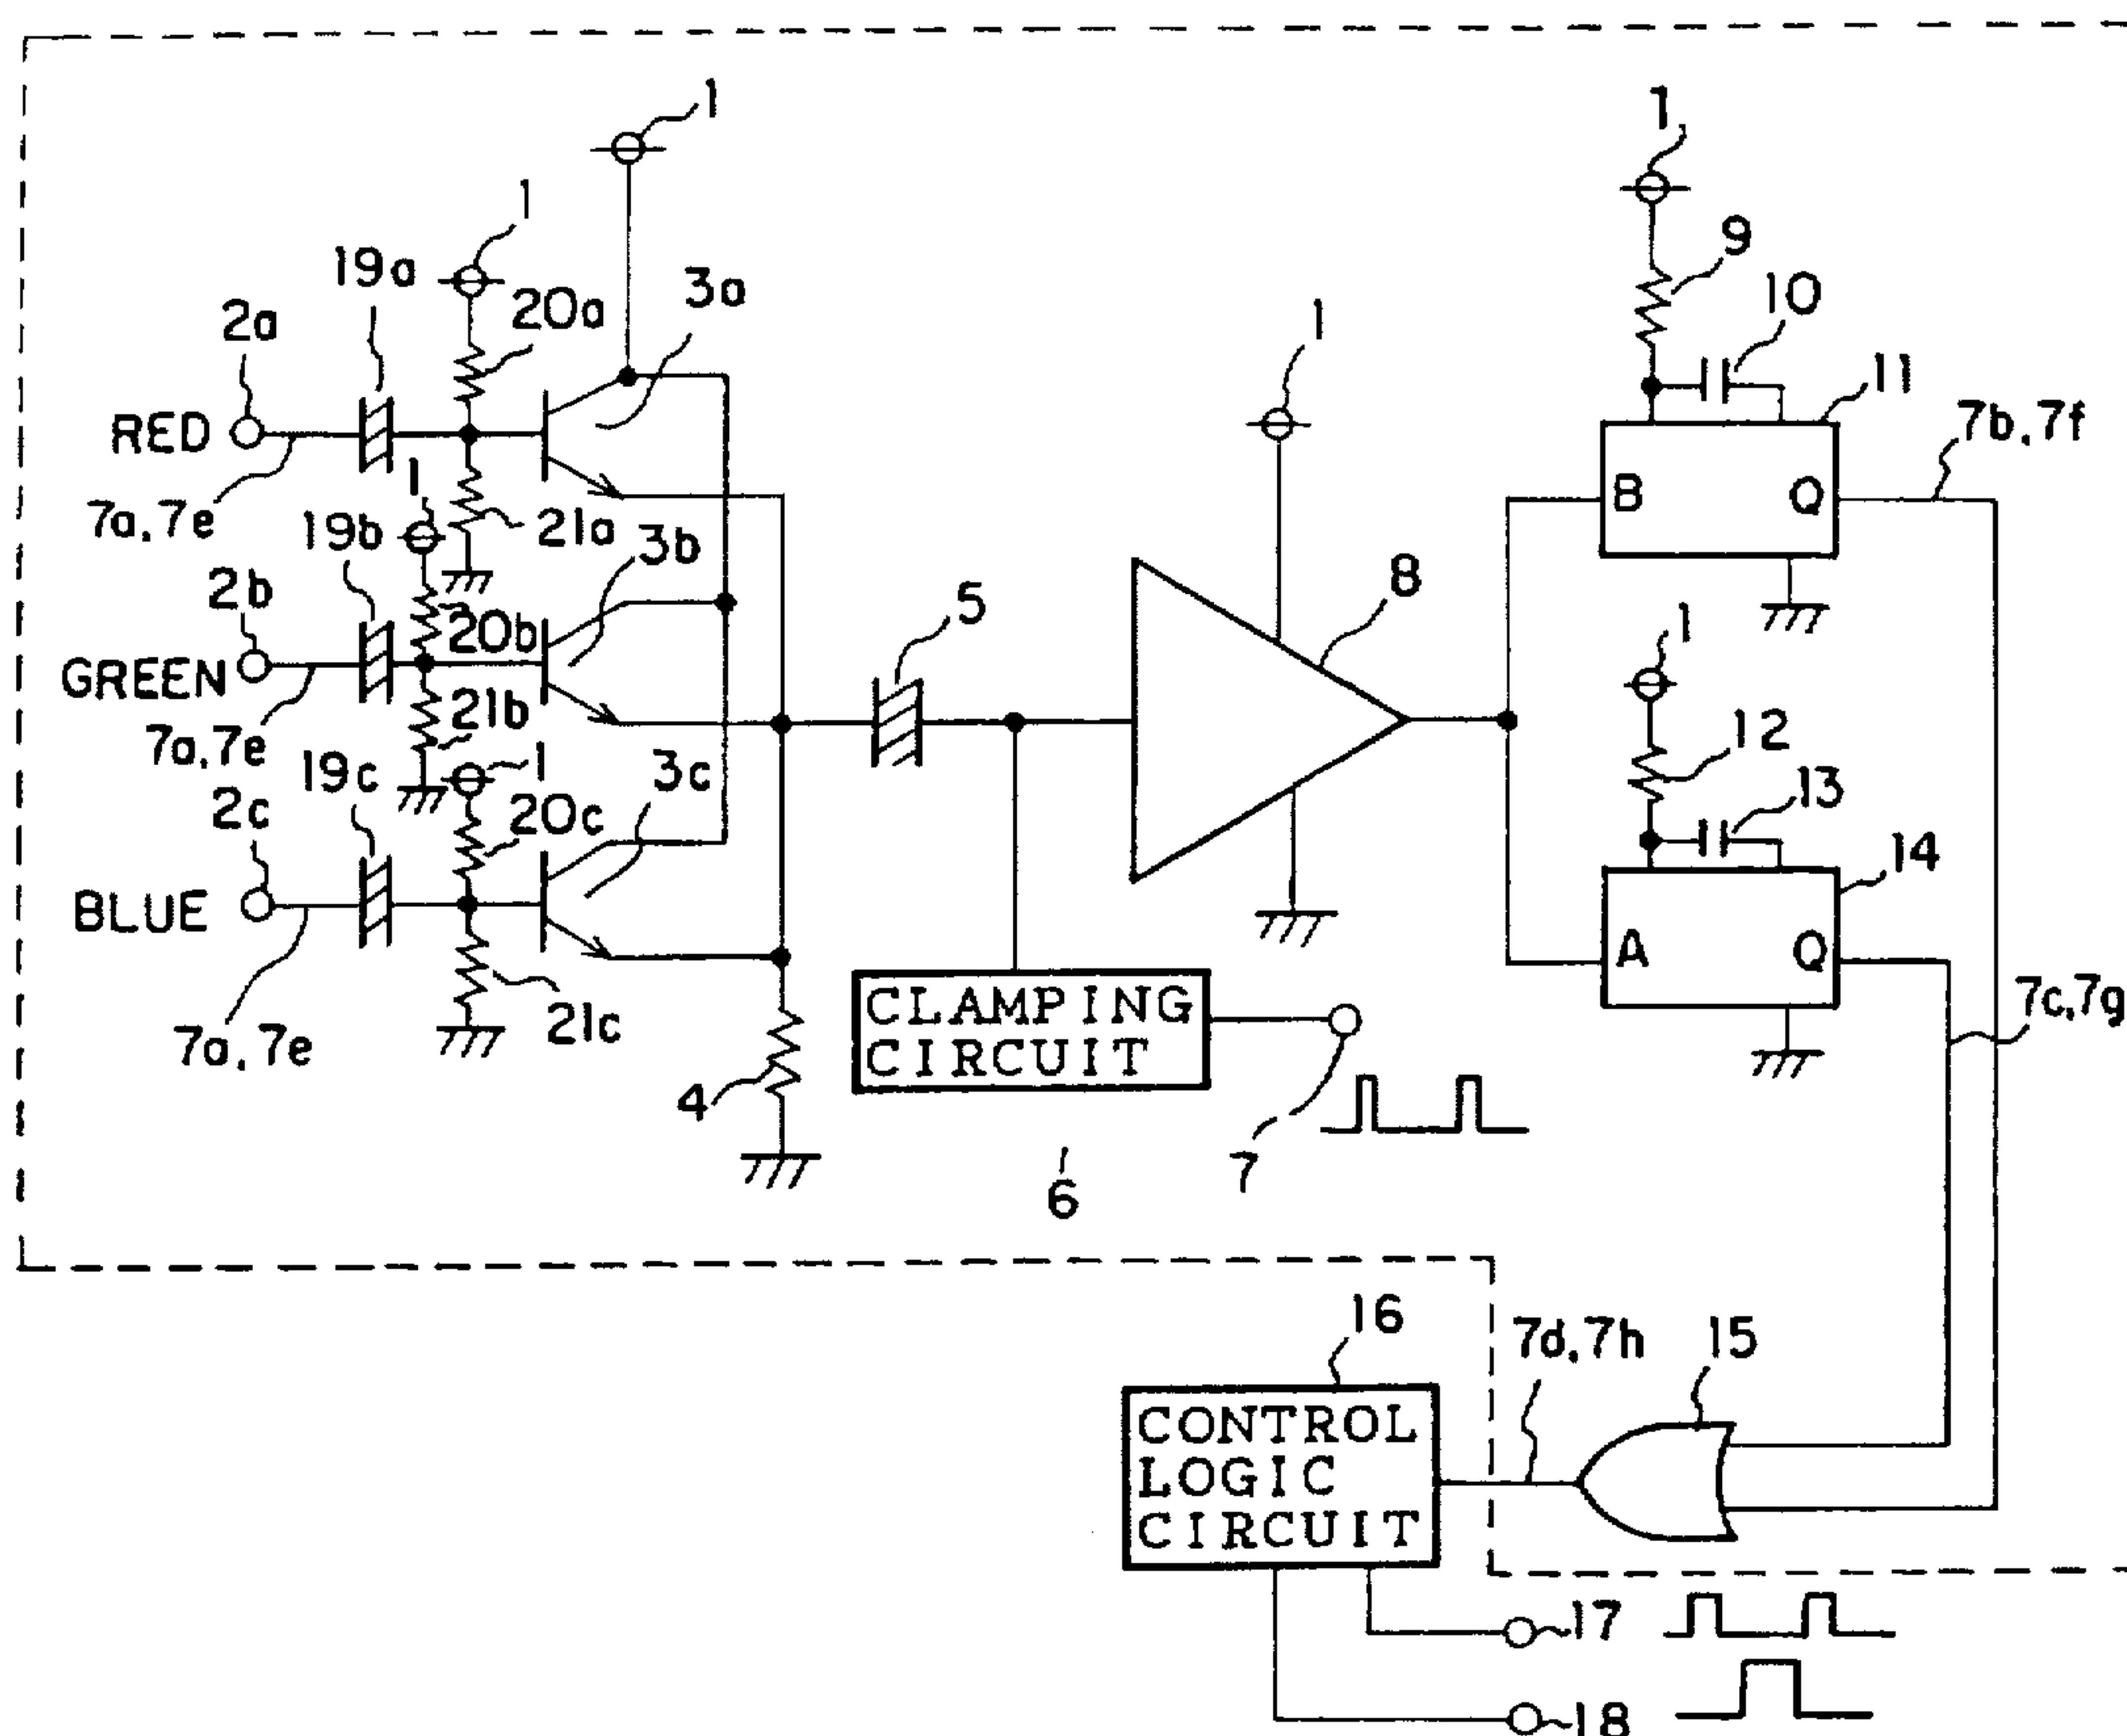 1
1
1
19a
20a
3a
9
10
2a
11
RED
1
7b, 7f
B
Q
7a, 7e
1
19b
21a
3b
2b
20b
5
8
1
GREEN
21b
7a, 7e
12
19c
1
3c
2c
20c
13
14
BLUE
A
Q
21c
7a, 7e
CLAMPING
CIRCUIT
7c, 7g
4
7
6
16
7d, 7h
15
CONTROL
LOGIC
CIRCUIT
17
18